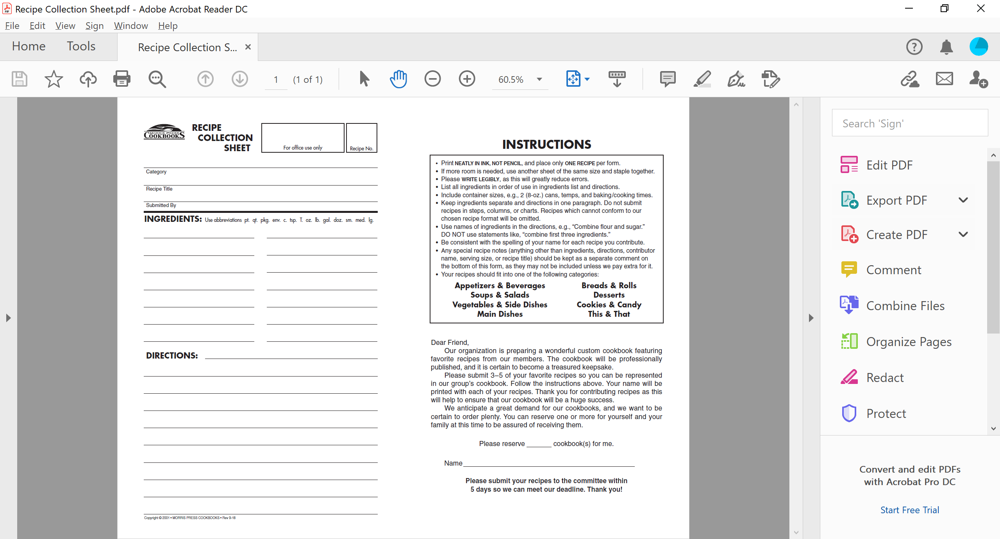 Recipe Collection Sheet.pdf - Adobe Acrobat Reader DC
File Edit View Sign Window Help
Home Tools Recipe Collection S...
1 (1 of 1) 60.5%
MORRIS PRESS
COOKBOOKS
RECIPE
COLLECTION
SHEET
For office use only
Recipe No.
Category
Recipe Title
Submitted By
INGREDIENTS: Use abbreviations pt. qt. pkg. env. c. tsp. T. oz. lb. gal. doz. sm. med. lg.
DIRECTIONS:
Copyright © 2001 • MORRIS PRESS COOKBOOKS • Rev 9-18
INSTRUCTIONS
• Print NEATLY IN INK, NOT PENCIL, and place only ONE RECIPE per form.
• If more room is needed, use another sheet of the same size and staple together.
• Please WRITE LEGIBLY, as this will greatly reduce errors.
• List all ingredients in order of use in ingredients list and directions.
• Include container sizes, e.g., 2 (8-oz.) cans, temps, and baking/cooking times.
• Keep ingredients separate and directions in one paragraph. Do not submit
recipes in steps, columns, or charts. Recipes which cannot conform to our
chosen recipe format will be omitted.
• Use names of ingredients in the directions, e.g., “Combine flour and sugar.”
DO NOT use statements like, “combine first three ingredients.”
• Be consistent with the spelling of your name for each recipe you contribute.
• Any special recipe notes (anything other than ingredients, directions, contributor
name, serving size, or recipe title) should be kept as a separate comment on
the bottom of this form, as they may not be included unless we pay extra for it.
• Your recipes should fit into one of the following categories:
Appetizers & Beverages Breads & Rolls
Soups & Salads Desserts
Vegetables & Side Dishes Cookies & Candy
Main Dishes This & That
Dear Friend,
Our organization is preparing a wonderful custom cookbook featuring
favorite recipes from our members. The cookbook will be professionally
published, and it is certain to become a treasured keepsake.
Please submit 3–5 of your favorite recipes so you can be represented
in our group’s cookbook. Follow the instructions above. Your name will be
printed with each of your recipes. Thank you for contributing recipes as this
will help to ensure that our cookbook will be a huge success.
We anticipate a great demand for our cookbooks, and we want to be
certain to order plenty. You can reserve one or more for yourself and your
family at this time to be assured of receiving them.
Please reserve _______ cookbook(s) for me.
Name
Please submit your recipes to the committee within
5 days so we can meet our deadline. Thank you!
Search 'Sign'
Edit PDF
Export PDF
Create PDF
Comment
Combine Files
Organize Pages
Redact
Protect
Convert and edit PDFs
with Acrobat Pro DC
Start Free Trial